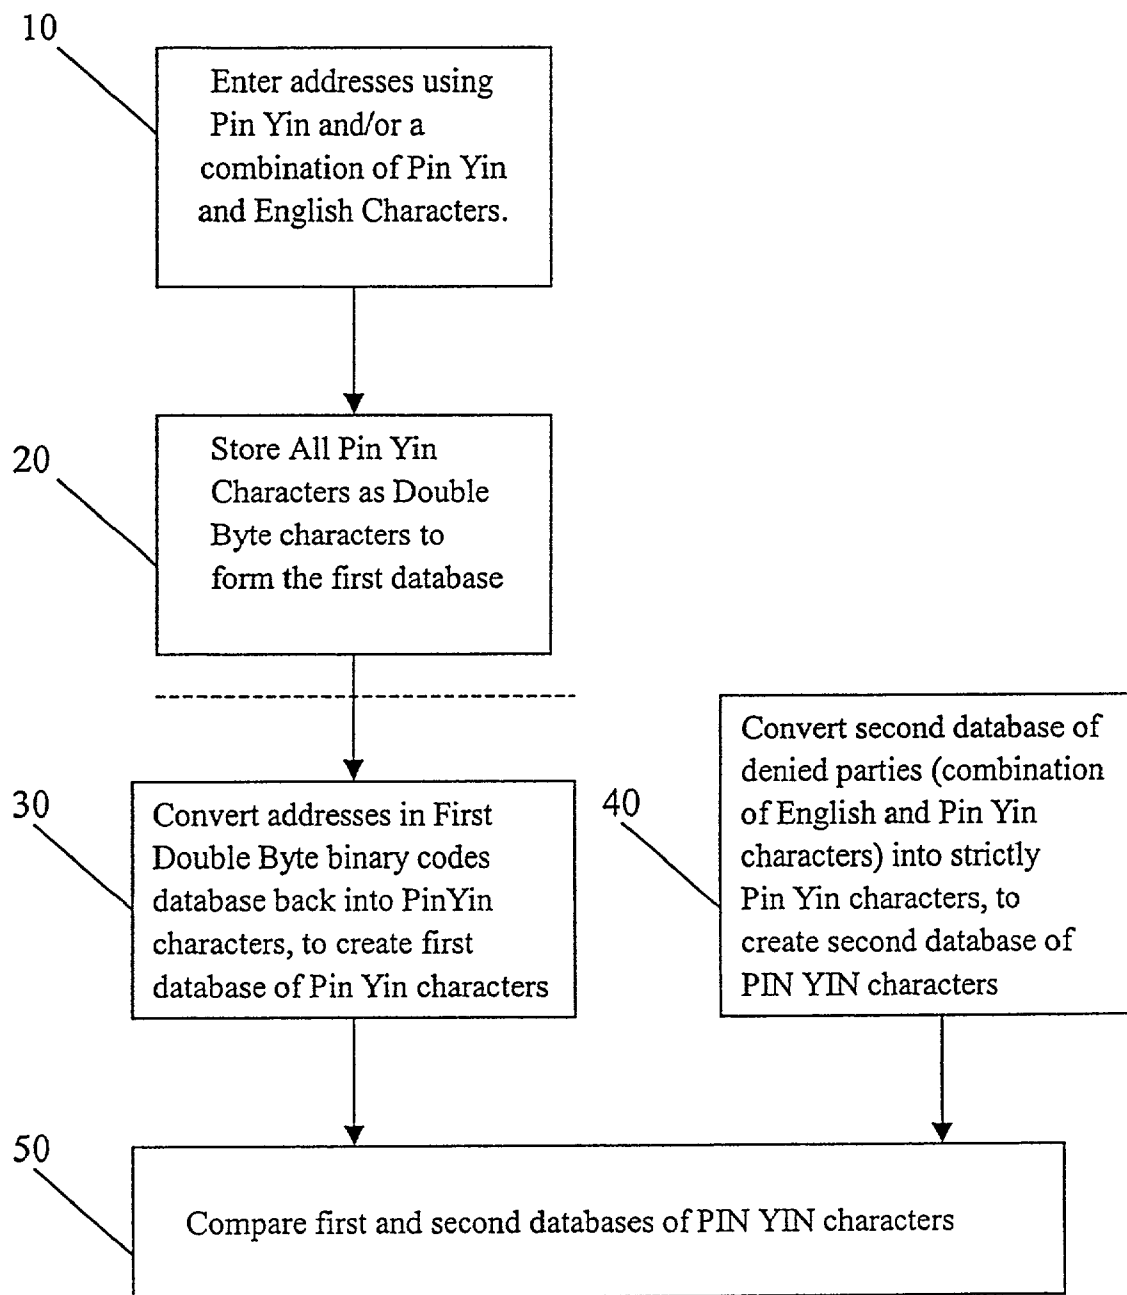 10
Enter addresses using
Pin Yin and/or a
combination of Pin Yin
and English Characters.
20
Store All Pin Yin
Characters as Double
Byte characters to
form the first database
30
Convert addresses in First
Double Byte binary codes
database back into PinYin
characters, to create first
database of Pin Yin characters
40
Convert second database of
denied parties (combination
of English and Pin Yin
characters) into strictly
Pin Yin characters, to
create second database of
PIN YIN characters
50
Compare first and second databases of PIN YIN characters